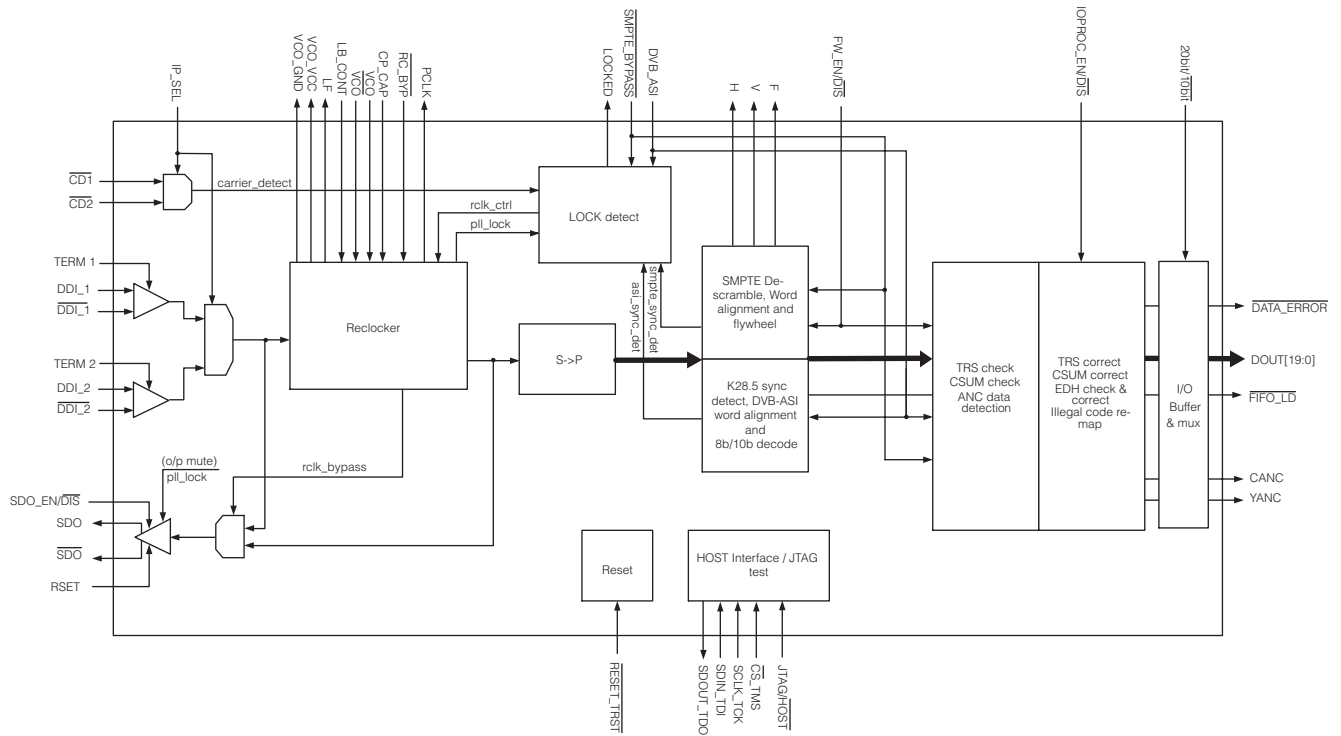 IP_SEL
VCO_GND
VCO_VCC
LF
LB_CONT
VCO
VCO
CP_CAP
RC_BYP
PCLK
LOCKED
SMPTE_BYPASS
DVB_ASI
H
V
F
FW_EN/DIS
IOPROC_EN/DIS
20bit/10bit
CD1
CD2
carrier_detect
rclk_ctrl
pll_lock
LOCK detect
TERM 1
DDI_1
DDI_1
TERM 2
DDI_2
DDI_2
Reclocker
S->P
asi_sync_det
smpte_sync_det
SMPTE De-
scramble, Word
alignment and
flywheel
K28.5 sync
detect, DVB-ASI
word alignment
and
8b/10b decode
TRS check
CSUM check
ANC data
detection
TRS correct
CSUM correct
EDH check &
correct
Illegal code re-
map
I/O
Buffer
& mux
DATA_ERROR
DOUT[19:0]
FIFO_LD
CANC
YANC
rclk_bypass
(o/p mute)
pll_lock
SDO_EN/DIS
SDO
SDO
RSET
Reset
HOST Interface / JTAG
test
RESET_TRST
SDOUT_TDO
SDIN_TDI
SCLK_TCK
CS_TMS
JTAG/HOST